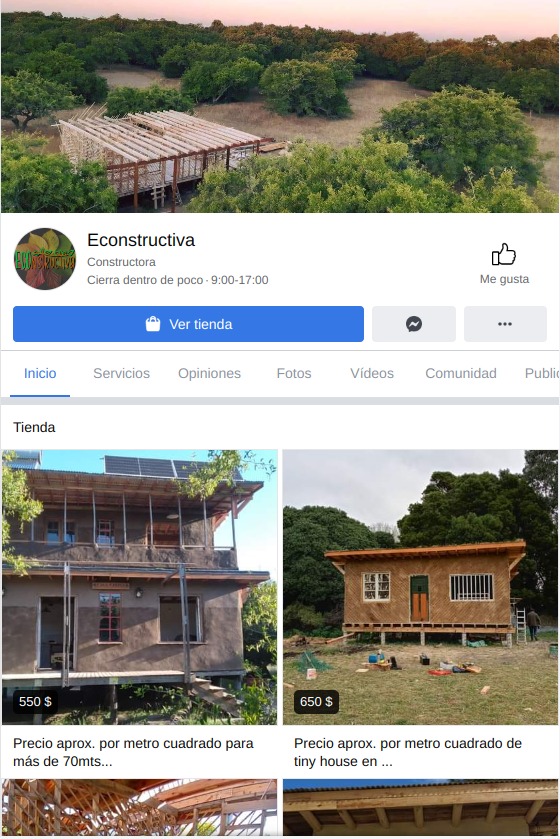 Econstructiva
Constructora
Cierra dentro de poco · 9:00-17:00
Me gusta
Ver tienda
Inicio Servicios Opiniones Fotos Vídeos Comunidad Public
Tienda
550 $
650 $
Precio aprox. por metro cuadrado para
más de 70mts...
Precio aprox. por metro cuadrado de
tiny house en ...